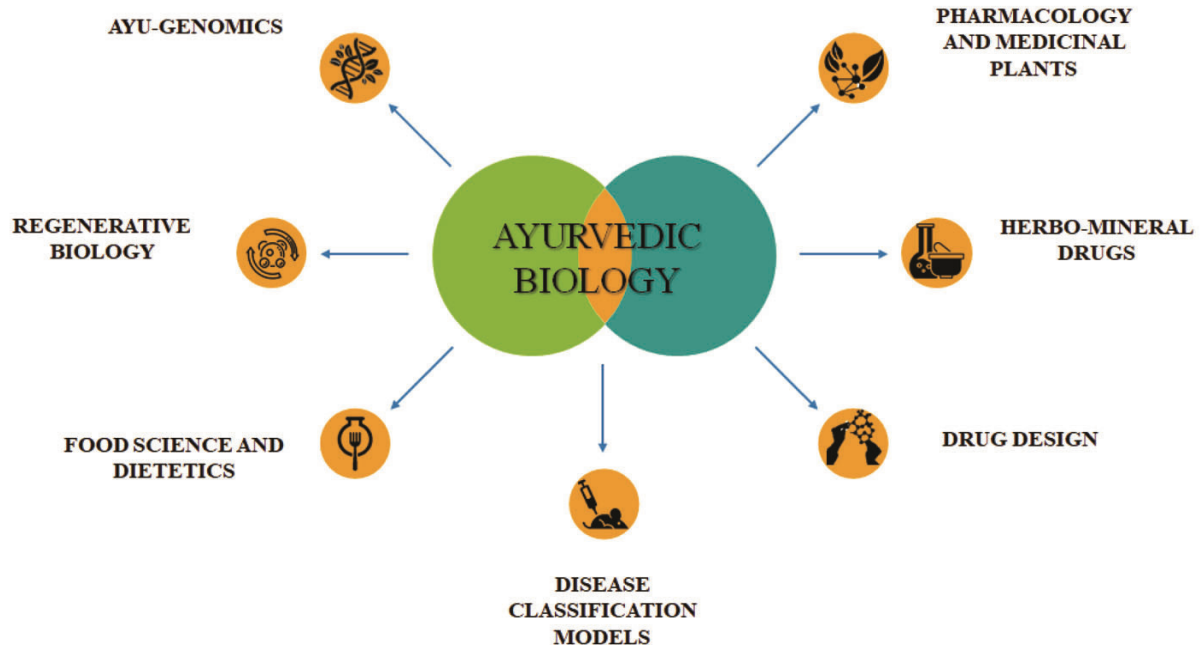 AYU-GENOMICS
PHARMACOLOGY
AND MEDICINAL
PLANTS
REGENERATIVE
BIOLOGY
AYURVEDIC
BIOLOGY
HERBO-MINERAL
DRUGS
FOOD SCIENCE AND
DIETETICS
DRUG DESIGN
DISEASE
CLASSIFICATION
MODELS